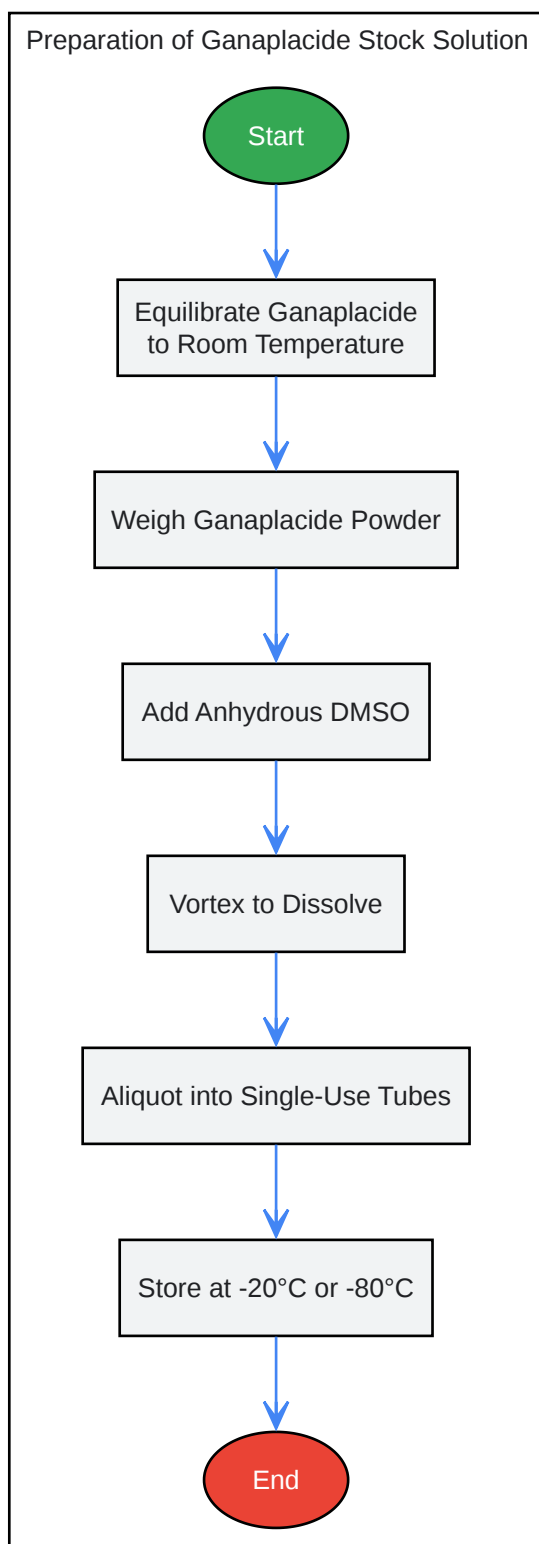 Preparation of Ganaplacide Stock Solution
Start
Equilibrate Ganaplacide
to Room Temperature
Weigh Ganaplacide Powder
Add Anhydrous DMSO
Vortex to Dissolve
Aliquot into Single-Use Tubes
Store at -20°C or -80°C
End